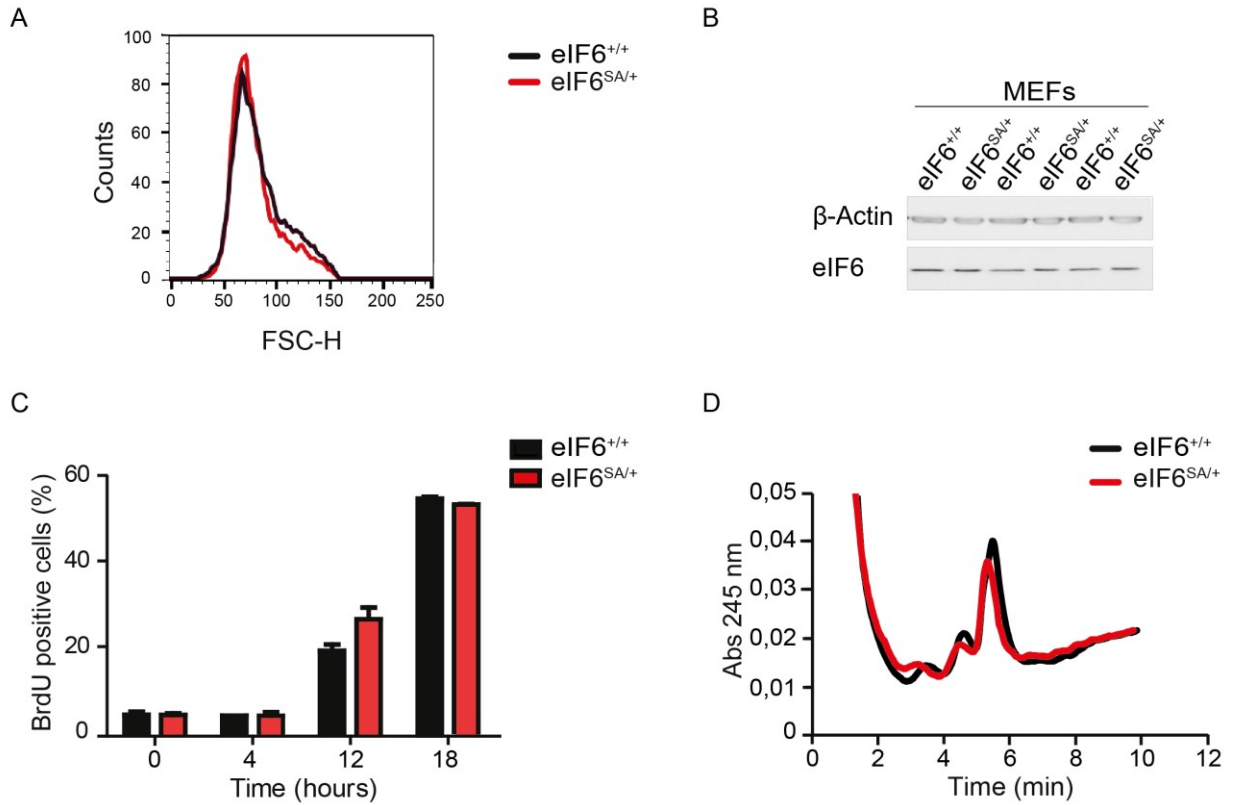 A
100
80
60
40
20
0
Counts
0 50 100 150 200 250
FSC-H
eIF6+/+
eIF6SA/+
B
MEFs
eIF6+/+ eIF6SA/+ eIF6+/+ eIF6SA/+ eIF6+/+ eIF6SA/+
β-Actin
eIF6
C
eIF6+/+
eIF6SA/+
60
40
20
0
BrdU positive cells (%)
0 4 12 18
Time (hours)
D
eIF6+/+
eIF6SA/+
0,05
0,04
0,03
0,02
0,01
0
Abs 245 nm
0 2 4 6 8 10 12
Time (min)